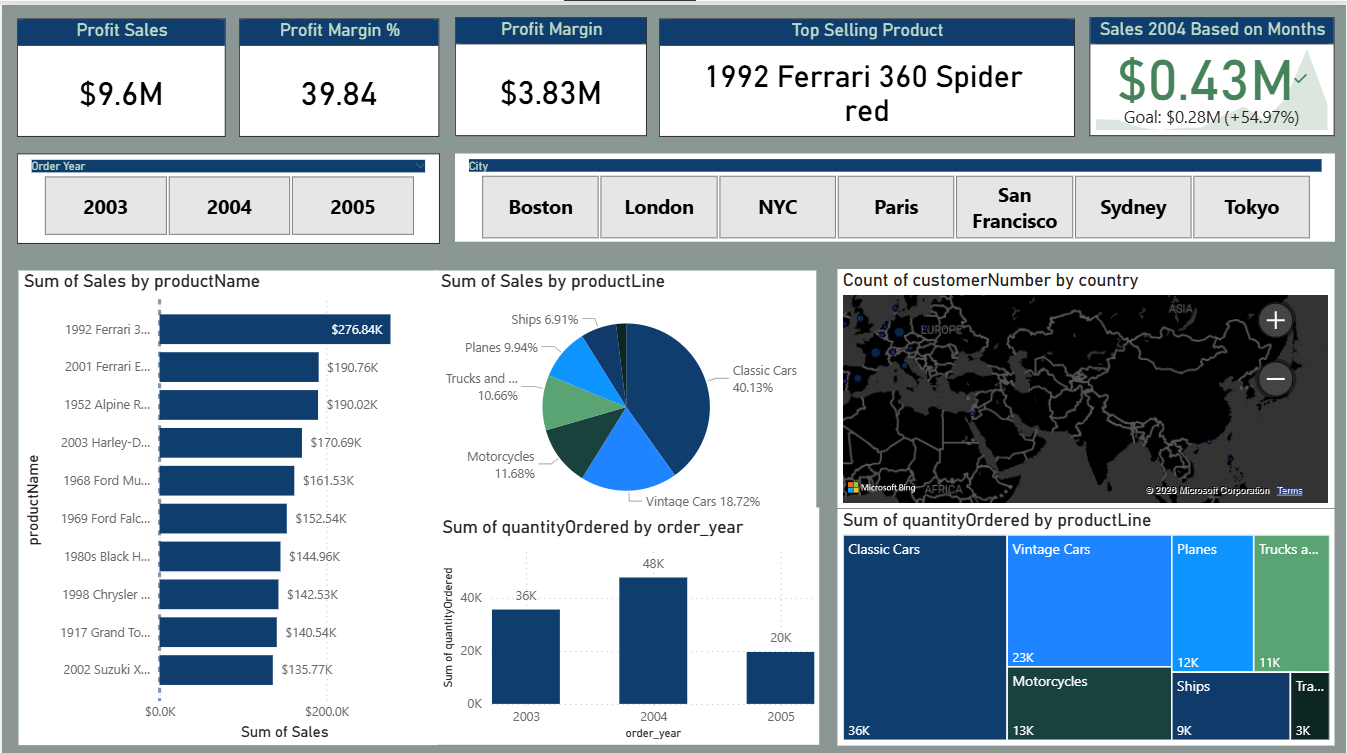 Profit Sales
$9.6M
Profit Margin %
39.84
Profit Margin
$3.83M
Top Selling Product
1992 Ferrari 360 Spider
red
Sales 2004 Based on Months
$0.43M
Goal: $0.28M (+54.97%)
Order Year
2003
2004
2005
City
Boston
London
NYC
Paris
San
Francisco
Sydney
Tokyo
Sum of Sales by productName
productName
1992 Ferrari 3... $276.84K
2001 Ferrari E... $190.76K
1952 Alpine R... $190.02K
2003 Harley-D... $170.69K
1968 Ford Mu... $161.53K
1969 Ford Falc... $152.54K
1980s Black H... $144.96K
1998 Chrysler ... $142.53K
1917 Grand To... $140.54K
2002 Suzuki X... $135.77K
$0.0K $200.0K
Sum of Sales
Sum of Sales by productLine
Ships 6.91%
Planes 9.94%
Trucks and ...
10.66%
Motorcycles
11.68%
Classic Cars
40.13%
Vintage Cars 18.72%
Sum of quantityOrdered by order_year
Sum of quantityOrdered
40K
20K
0K
36K
48K
20K
2003 2004 2005
order_year
Count of customerNumber by country
ASIA
EUROPE
AFRICA
Microsoft Bing
© 2026 Microsoft Corporation Terms
Sum of quantityOrdered by productLine
Classic Cars
36K
Vintage Cars
23K
Motorcycles
13K
Planes
12K
Trucks a...
11K
Ships
9K
Tra...
3K